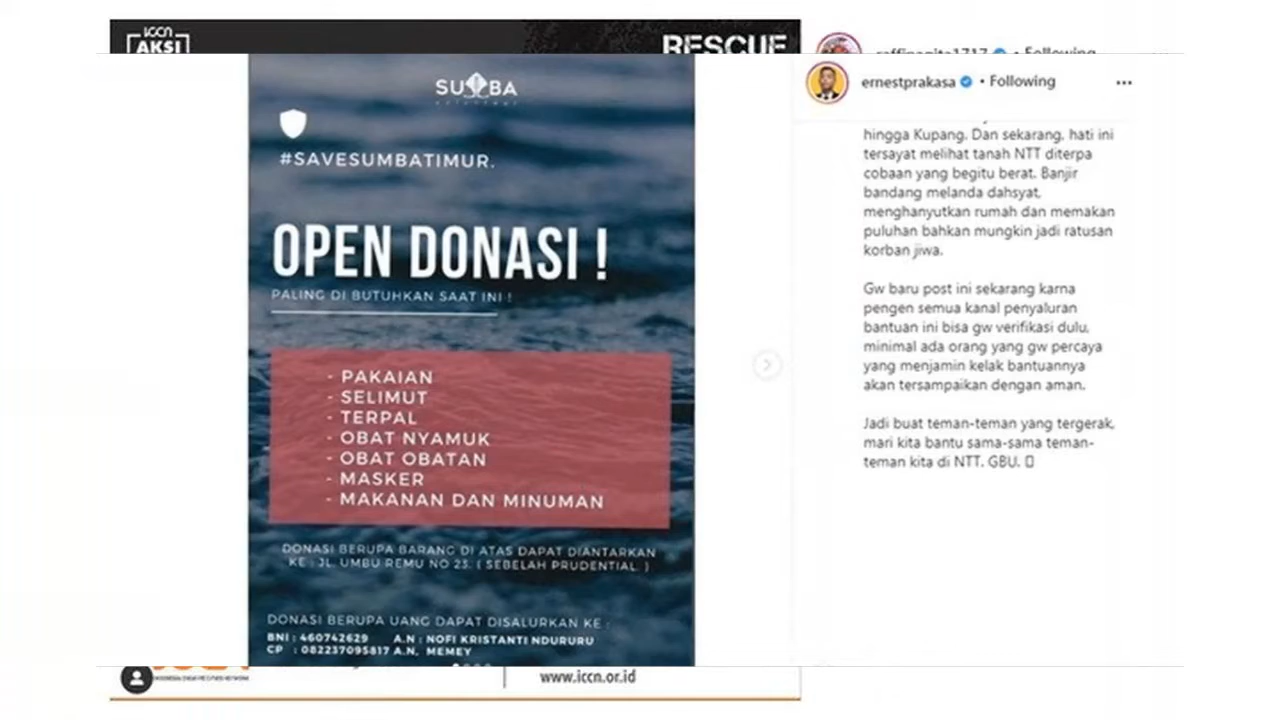 ICCN
AKSI
RESCUE
raffinagita1717 • Following
SUMBA
#SAVESUMBATIMUR.
OPEN DONASI !
PALING DI BUTUHKAN SAAT INI !
- PAKAIAN
- SELIMUT
- TERPAL
- OBAT NYAMUK
- OBAT OBATAN
- MASKER
- MAKANAN DAN MINUMAN
DONASI BERUPA BARANG DI ATAS DAPAT DIANTARKAN
KE : JL. UMBU REMU NO 23. ( SEBELAH PRUDENTIAL. )
DONASI BERUPA UANG DAPAT DISALURKAN KE :
BNI : 460742629 A.N : NOFI KRISTANTI NDURURU
CP : 082237095817 A.N, MEMEY
ernestprakasa • Following
hingga Kupang. Dan sekarang, hati ini
tersayat melihat tanah NTT diterpa
cobaan yang begitu berat. Banjir
bandang melanda dahsyat,
menghanyutkan rumah dan memakan
puluhan bahkan mungkin jadi ratusan
korban jiwa.
Gw baru post ini sekarang karna
pengen semua kanal penyaluran
bantuan ini bisa gw verifikasi dulu,
minimal ada orang yang gw percaya
yang menjamin kelak bantuannya
akan tersampaikan dengan aman.
Jadi buat teman-teman yang tergerak,
mari kita bantu sama-sama teman-
teman kita di NTT. GBU.
www.iccn.or.id